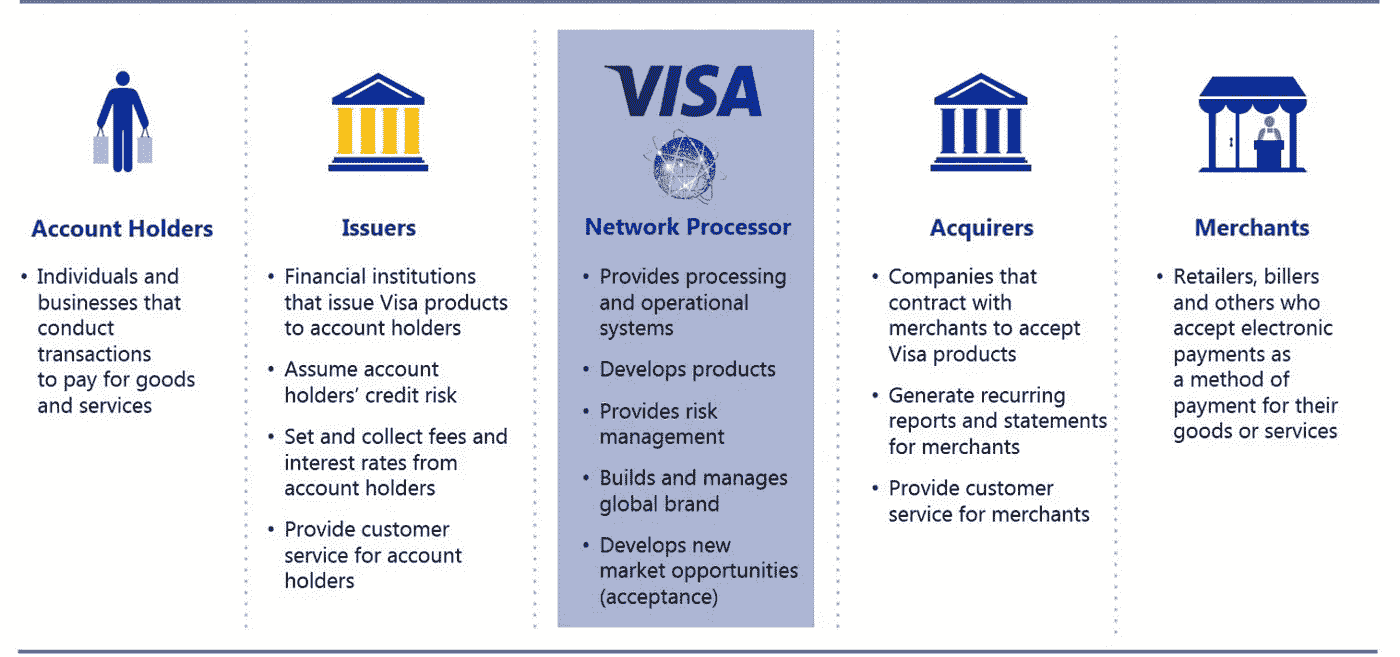 VISA
Account Holders
• Individuals and
businesses that
conduct
transactions
to pay for goods
and services
Issuers
• Financial institutions
that issue Visa products
to account holders
• Assume account
holders' credit risk
• Set and collect fees and
interest rates from
account holders
• Provide customer
service for account
holders
Network Processor
• Provides processing
and operational
systems
• Develops products
• Provides risk
management
• Builds and manages
global brand
• Develops new
market opportunities
(acceptance)
Acquirers
• Companies that
contract with
merchants to accept
Visa products
• Generate recurring
reports and statements
for merchants
• Provide customer
service for merchants
Merchants
• Retailers, billers
and others who
accept electronic
payments as
a method of
payment for their
goods or services